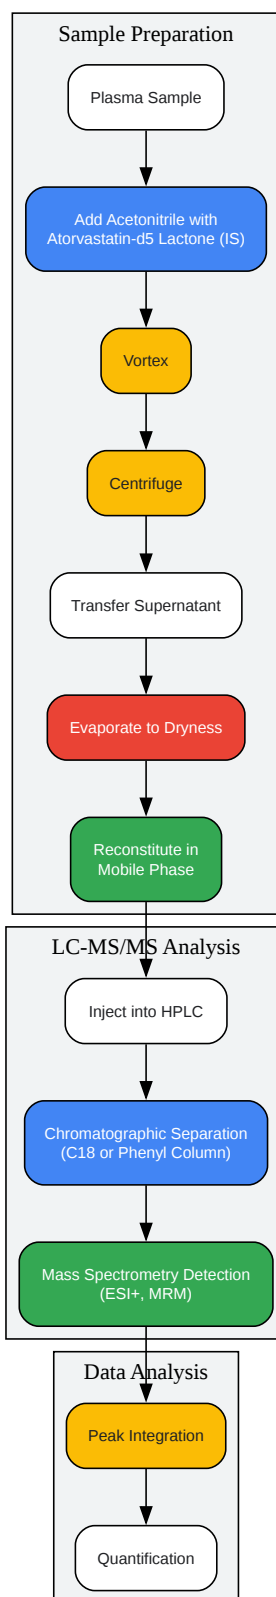 Sample Preparation
Plasma Sample
Add Acetonitrile with
Atorvastatin-d5 Lactone (IS)
Vortex
Centrifuge
Transfer Supernatant
Evaporate to Dryness
Reconstitute in
Mobile Phase
LC-MS/MS Analysis
Inject into HPLC
Chromatographic Separation
(C18 or Phenyl Column)
Mass Spectrometry Detection
(ESI+, MRM)
Data Analysis
Peak Integration
Quantification